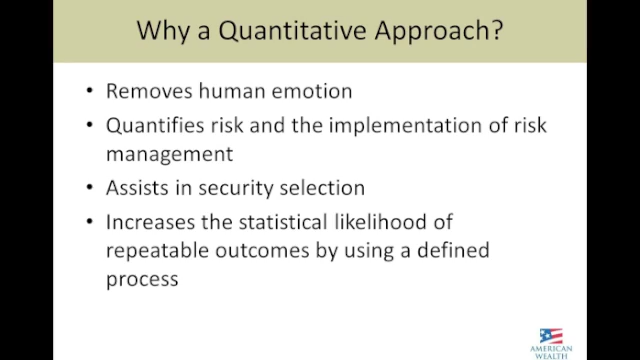 Why a Quantitative Approach?
• Removes human emotion
• Quantifies risk and the implementation of risk
management
• Assists in security selection
• Increases the statistical likelihood of
repeatable outcomes by using a defined
process
AMERICAN
WEALTH